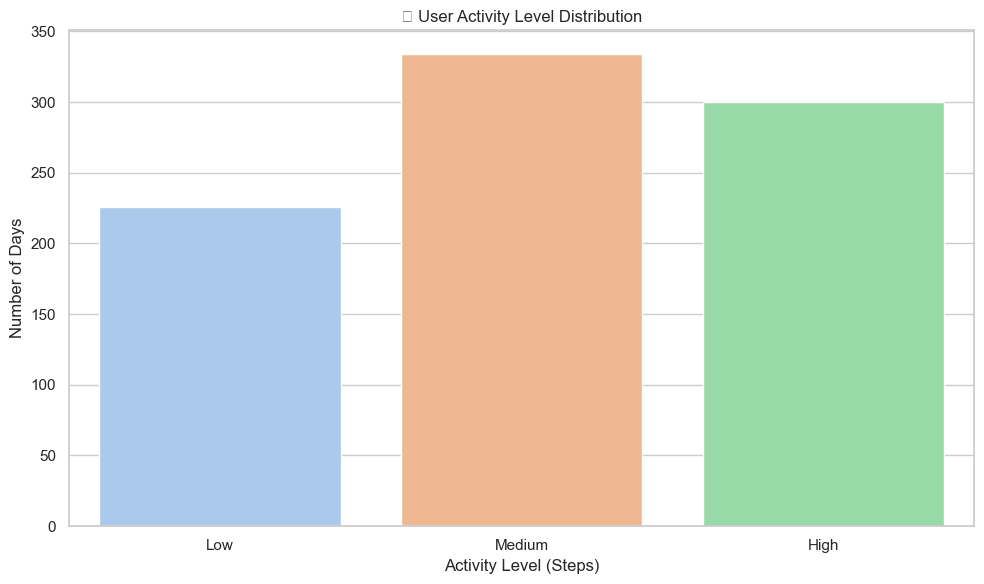 User Activity Level Distribution
350
300
250
200
150
100
50
0
Number of Days
Low Medium High
Activity Level (Steps)